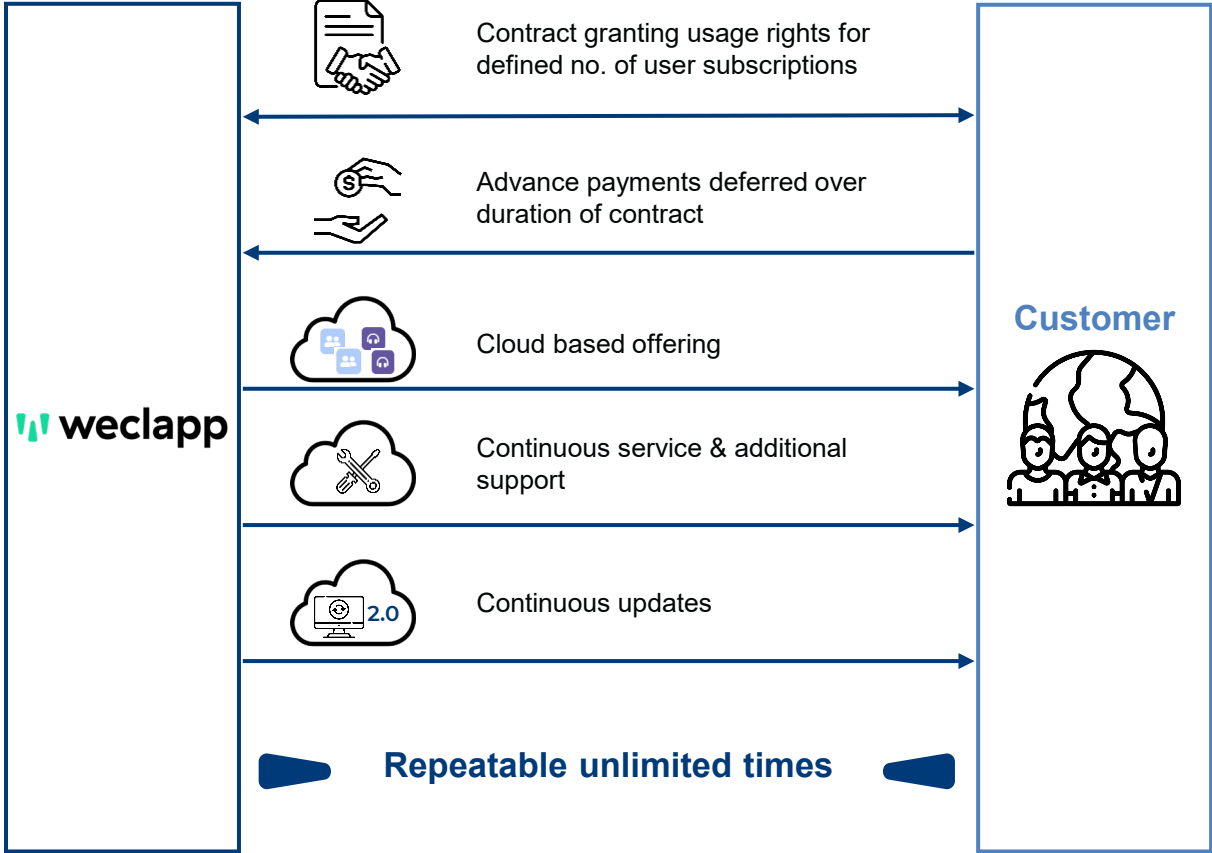 Contract granting usage rights for
defined no. of user subscriptions
$
Advance payments deferred over
duration of contract
Customer
Cloud based offering
weclapp
Continuous service & additional
support
2.0
Continuous updates
Repeatable unlimited times